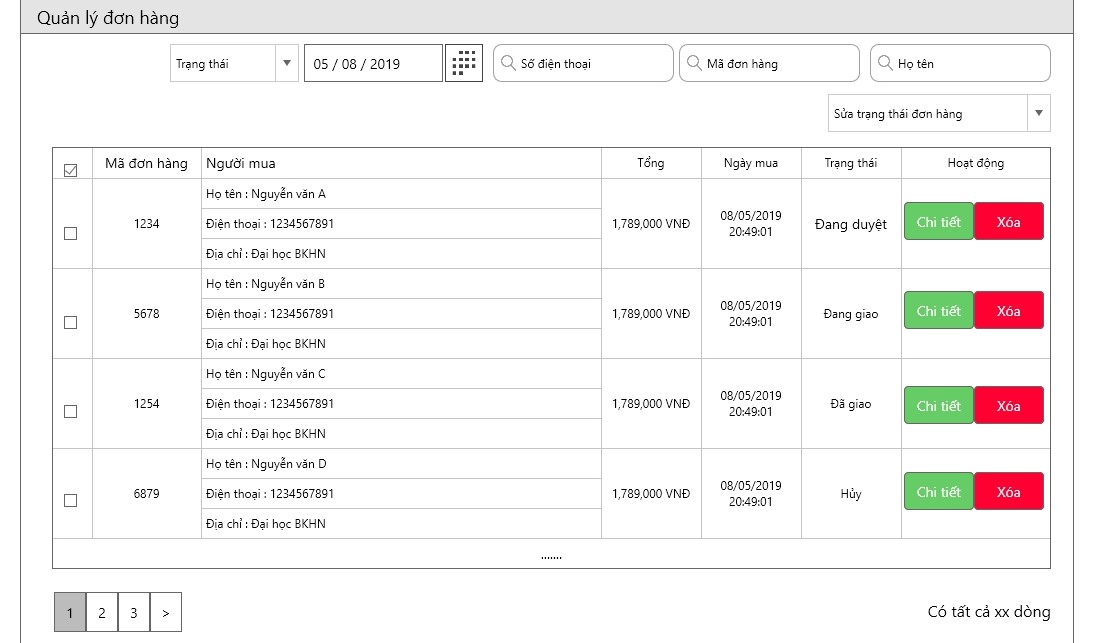 Quản lý đơn hàng
Trạng thái
05 / 08 / 2019
Số điện thoại
Mã đơn hàng
Họ tên
Sửa trạng thái đơn hàng
Mã đơn hàng Người mua Tổng Ngày mua Trạng thái Hoạt động
Họ tên : Nguyễn văn A
1234 Điện thoại : 1234567891 1,789,000 VNĐ 08/05/2019 Đang duyệt Chi tiết Xóa
20:49:01
Địa chỉ : Đại học BKHN
Họ tên : Nguyễn văn B
5678 Điện thoại : 1234567891 1,789,000 VNĐ 08/05/2019 Đang giao Chi tiết Xóa
20:49:01
Địa chỉ : Đại học BKHN
Họ tên : Nguyễn văn C
1254 Điện thoại : 1234567891 1,789,000 VNĐ 08/05/2019 Đã giao Chi tiết Xóa
20:49:01
Địa chỉ : Đại học BKHN
Họ tên : Nguyễn văn D
6879 Điện thoại : 1234567891 1,789,000 VNĐ 08/05/2019 Hủy Chi tiết Xóa
20:49:01
Địa chỉ : Đại học BKHN
.......
1 2 3 >
Có tất cả xx dòng